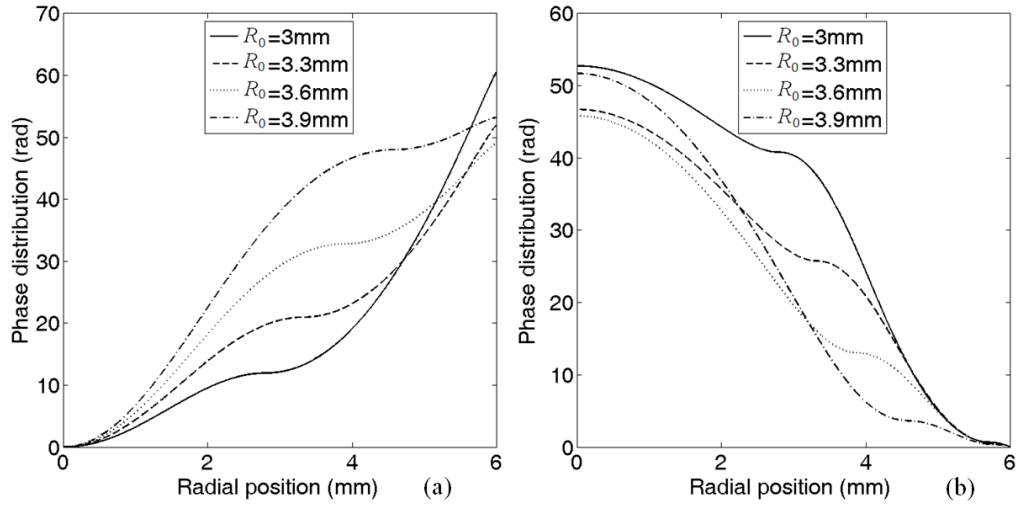 70
60
50
40
30
20
10
0
Phase distribution (rad)
R₀=3mm
R₀=3.3mm
R₀=3.6mm
R₀=3.9mm
0 2 4 6
Radial position (mm) (a)
60
50
40
30
20
10
0
Phase distribution (rad)
R₀=3mm
R₀=3.3mm
R₀=3.6mm
R₀=3.9mm
0 2 4 6
Radial position (mm) (b)